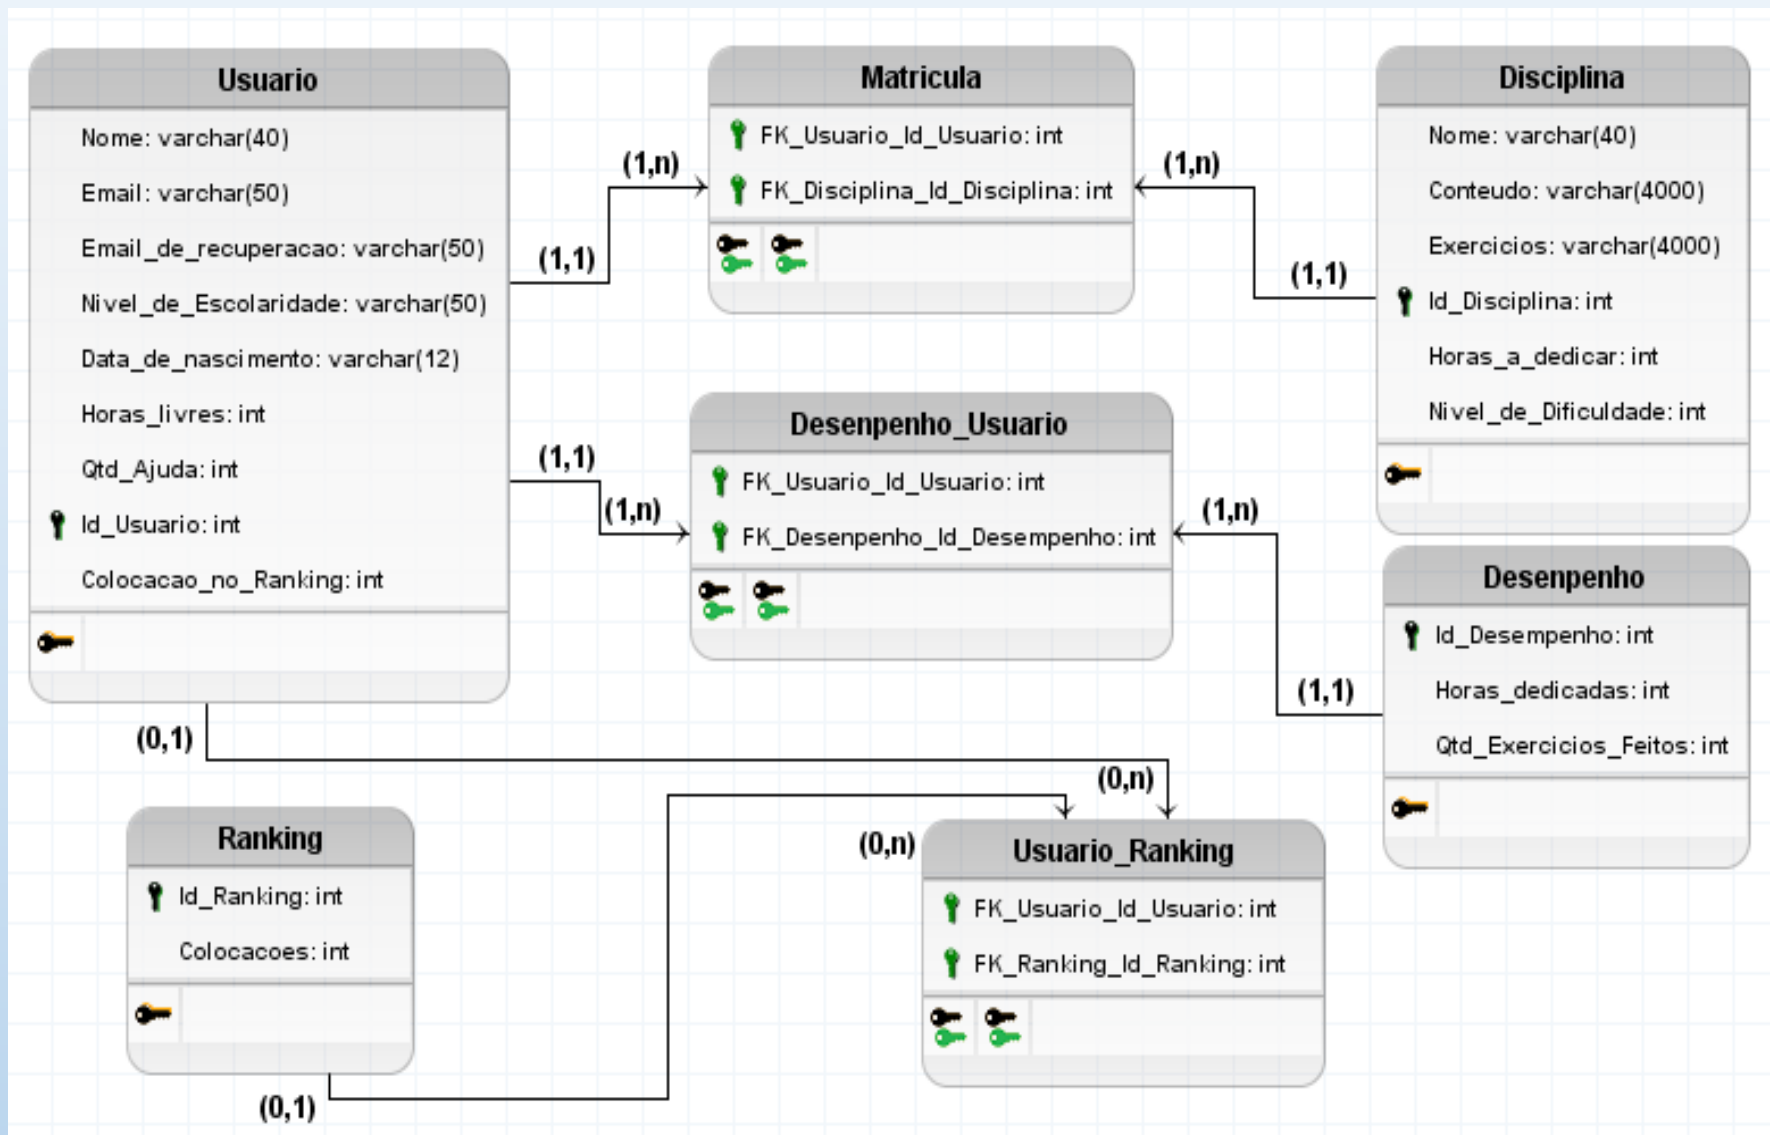 Usuario
Nome: varchar(40)
Email: varchar(50)
Email_de_recuperacao: varchar(50)
Nivel_de_Escolaridade: varchar(50)
Data_de_nascimento: varchar(12)
Horas_livres: int
Qtd_Ajuda: int
Id_Usuario: int
Colocacao_no_Ranking: int
(1,1)
(1,n)
Matricula
FK_Usuario_Id_Usuario: int
FK_Disciplina_Id_Disciplina: int
(1,n)
(1,1)
Disciplina
Nome: varchar(40)
Conteudo: varchar(4000)
Exercicios: varchar(4000)
Id_Disciplina: int
Horas_a_dedicar: int
Nivel_de_Dificuldade: int
(1,1)
(1,n)
Desenpenho_Usuario
FK_Usuario_Id_Usuario: int
FK_Desenpenho_Id_Desempenho: int
(1,n)
(1,1)
Desenpenho
Id_Desempenho: int
Horas_dedicadas: int
Qtd_Exercicios_Feitos: int
(0,1)
(0,n)
Ranking
Id_Ranking: int
Colocacoes: int
(0,1)
(0,n)
Usuario_Ranking
FK_Usuario_Id_Usuario: int
FK_Ranking_Id_Ranking: int